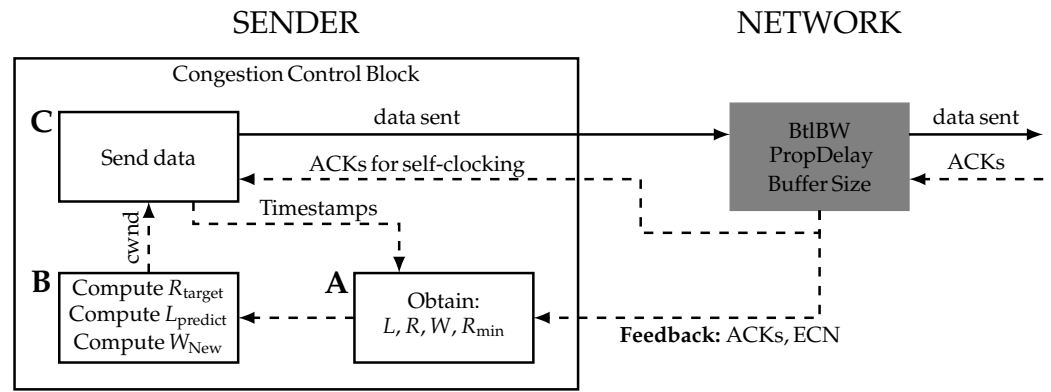 SENDER
NETWORK
Congestion Control Block
C
Send data
data sent
BtlBW
PropDelay
Buffer Size
data sent
ACKs
ACKs for self-clocking
Timestamps
cwnd
B
Compute R_target
Compute L_predict
Compute W_New
A
Obtain:
L, R, W, R_min
Feedback: ACKs, ECN